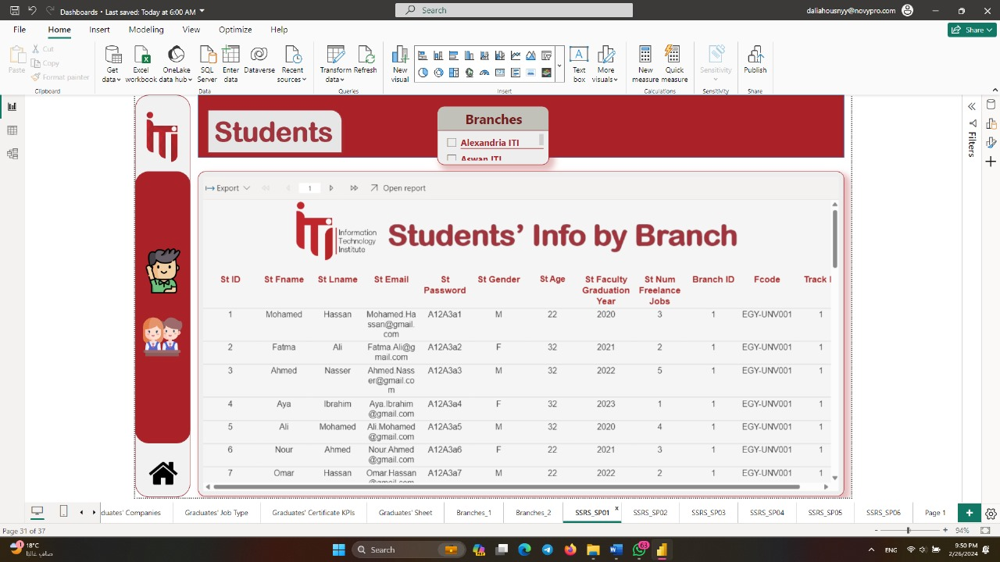 Dashboards • Last saved: Today at 6:00 AM
Search
daliahousnyy@novypro.com
File Home Insert Modeling View Optimize Help
Share
Paste
Cut
Copy
Format painter
Get data
Excel workbook
OneLake data hub
SQL Server
Enter data
Dataverse
Recent sources
Transform data
Refresh
New visual
Text box
More visuals
New measure
Quick measure
Sensitivity
Publish
Clipboard Data Queries Insert Calculations Sensitivity Share
Students
Branches
Alexandria ITI
Aswan ITI
Filters
Export 1 Open report
iTi
Information
Technology
Institute
Students’ Info by Branch
St ID St Fname St Lname St Email St Password St Gender St Age St Faculty Graduation Year St Num Freelance Jobs Branch ID Fcode Track I
1 Mohamed Hassan Mohamed.Hassan@gmail.com A12A3a1 M 22 2020 3 1 EGY-UNV001 1
2 Fatma Ali Fatma.Ali@gmail.com A12A3a2 F 32 2021 2 1 EGY-UNV001 1
3 Ahmed Nasser Ahmed.Nasser@gmail.com A12A3a3 M 32 2022 5 1 EGY-UNV001 1
4 Aya Ibrahim Aya.Ibrahim@gmail.com A12A3a4 F 32 2023 1 1 EGY-UNV001 1
5 Ali Mohamed Ali.Mohamed@gmail.com A12A3a5 M 32 2020 4 1 EGY-UNV001 1
6 Nour Ahmed Nour.Ahmed@gmail.com A12A3a6 F 22 2021 3 1 EGY-UNV001 1
7 Omar Hassan Omar.Hassan@gmail.com A12A3a7 M 22 2022 2 1 EGY-UNV001 1
duates' Companies Graduates' Job Type Graduates' Certificate KPIs Graduates' Sheet Branches_1 Branches_2 SSRS_SP01 x SSRS_SP02 SSRS_SP03 SSRS_SP04 SSRS_SP05 SSRS_SP06 Page 1
Page 31 of 37
94%
18°C
Search
63
ENG
9:50 PM
2/26/2024